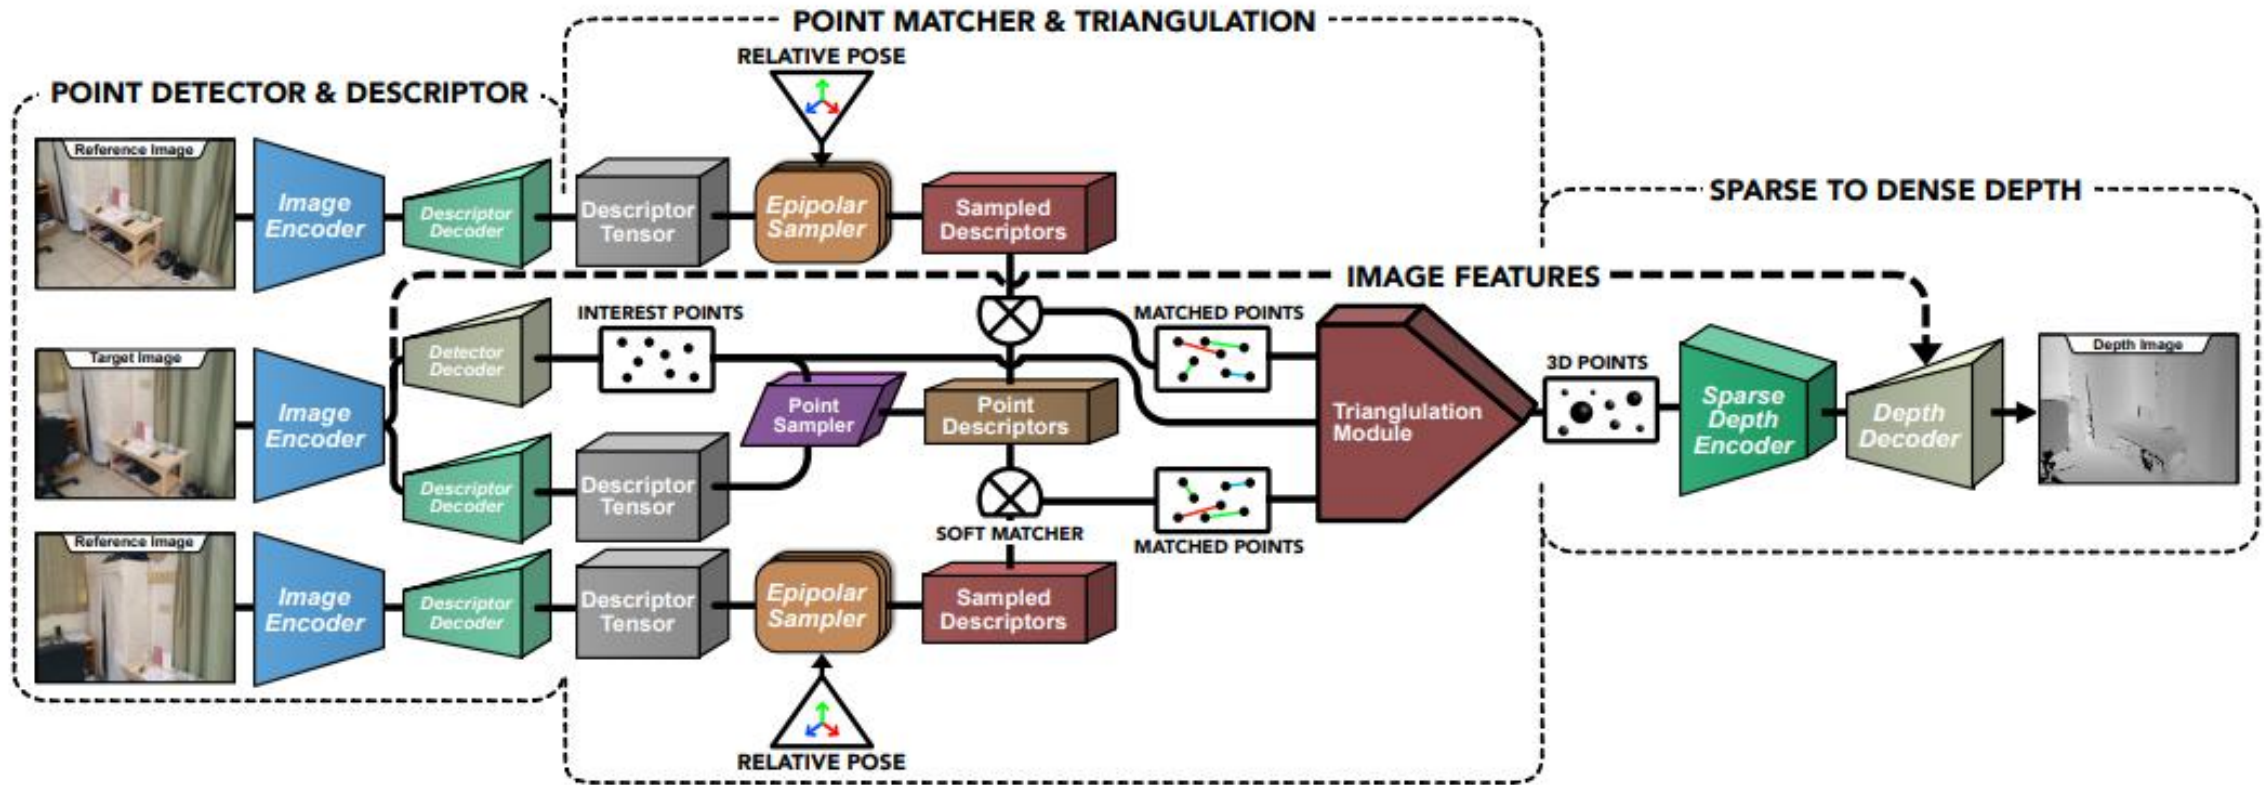 POINT MATCHER & TRIANGULATION
RELATIVE POSE
POINT DETECTOR & DESCRIPTOR
SPARSE TO DENSE DEPTH
Reference Image
Image
Encoder
Descriptor
Decoder
Descriptor
Tensor
Epipolar
Sampler
Sampled
Descriptors
IMAGE FEATURES
Target Image
Image
Encoder
Detector
Decoder
INTEREST POINTS
MATCHED POINTS
Descriptor
Decoder
Descriptor
Tensor
Point
Sampler
Point
Descriptors
SOFT MATCHER
MATCHED POINTS
Trianglulation
Module
3D POINTS
Sparse
Depth
Encoder
Depth
Decoder
Depth Image
Reference Image
Image
Encoder
Descriptor
Decoder
Descriptor
Tensor
Epipolar
Sampler
Sampled
Descriptors
RELATIVE POSE